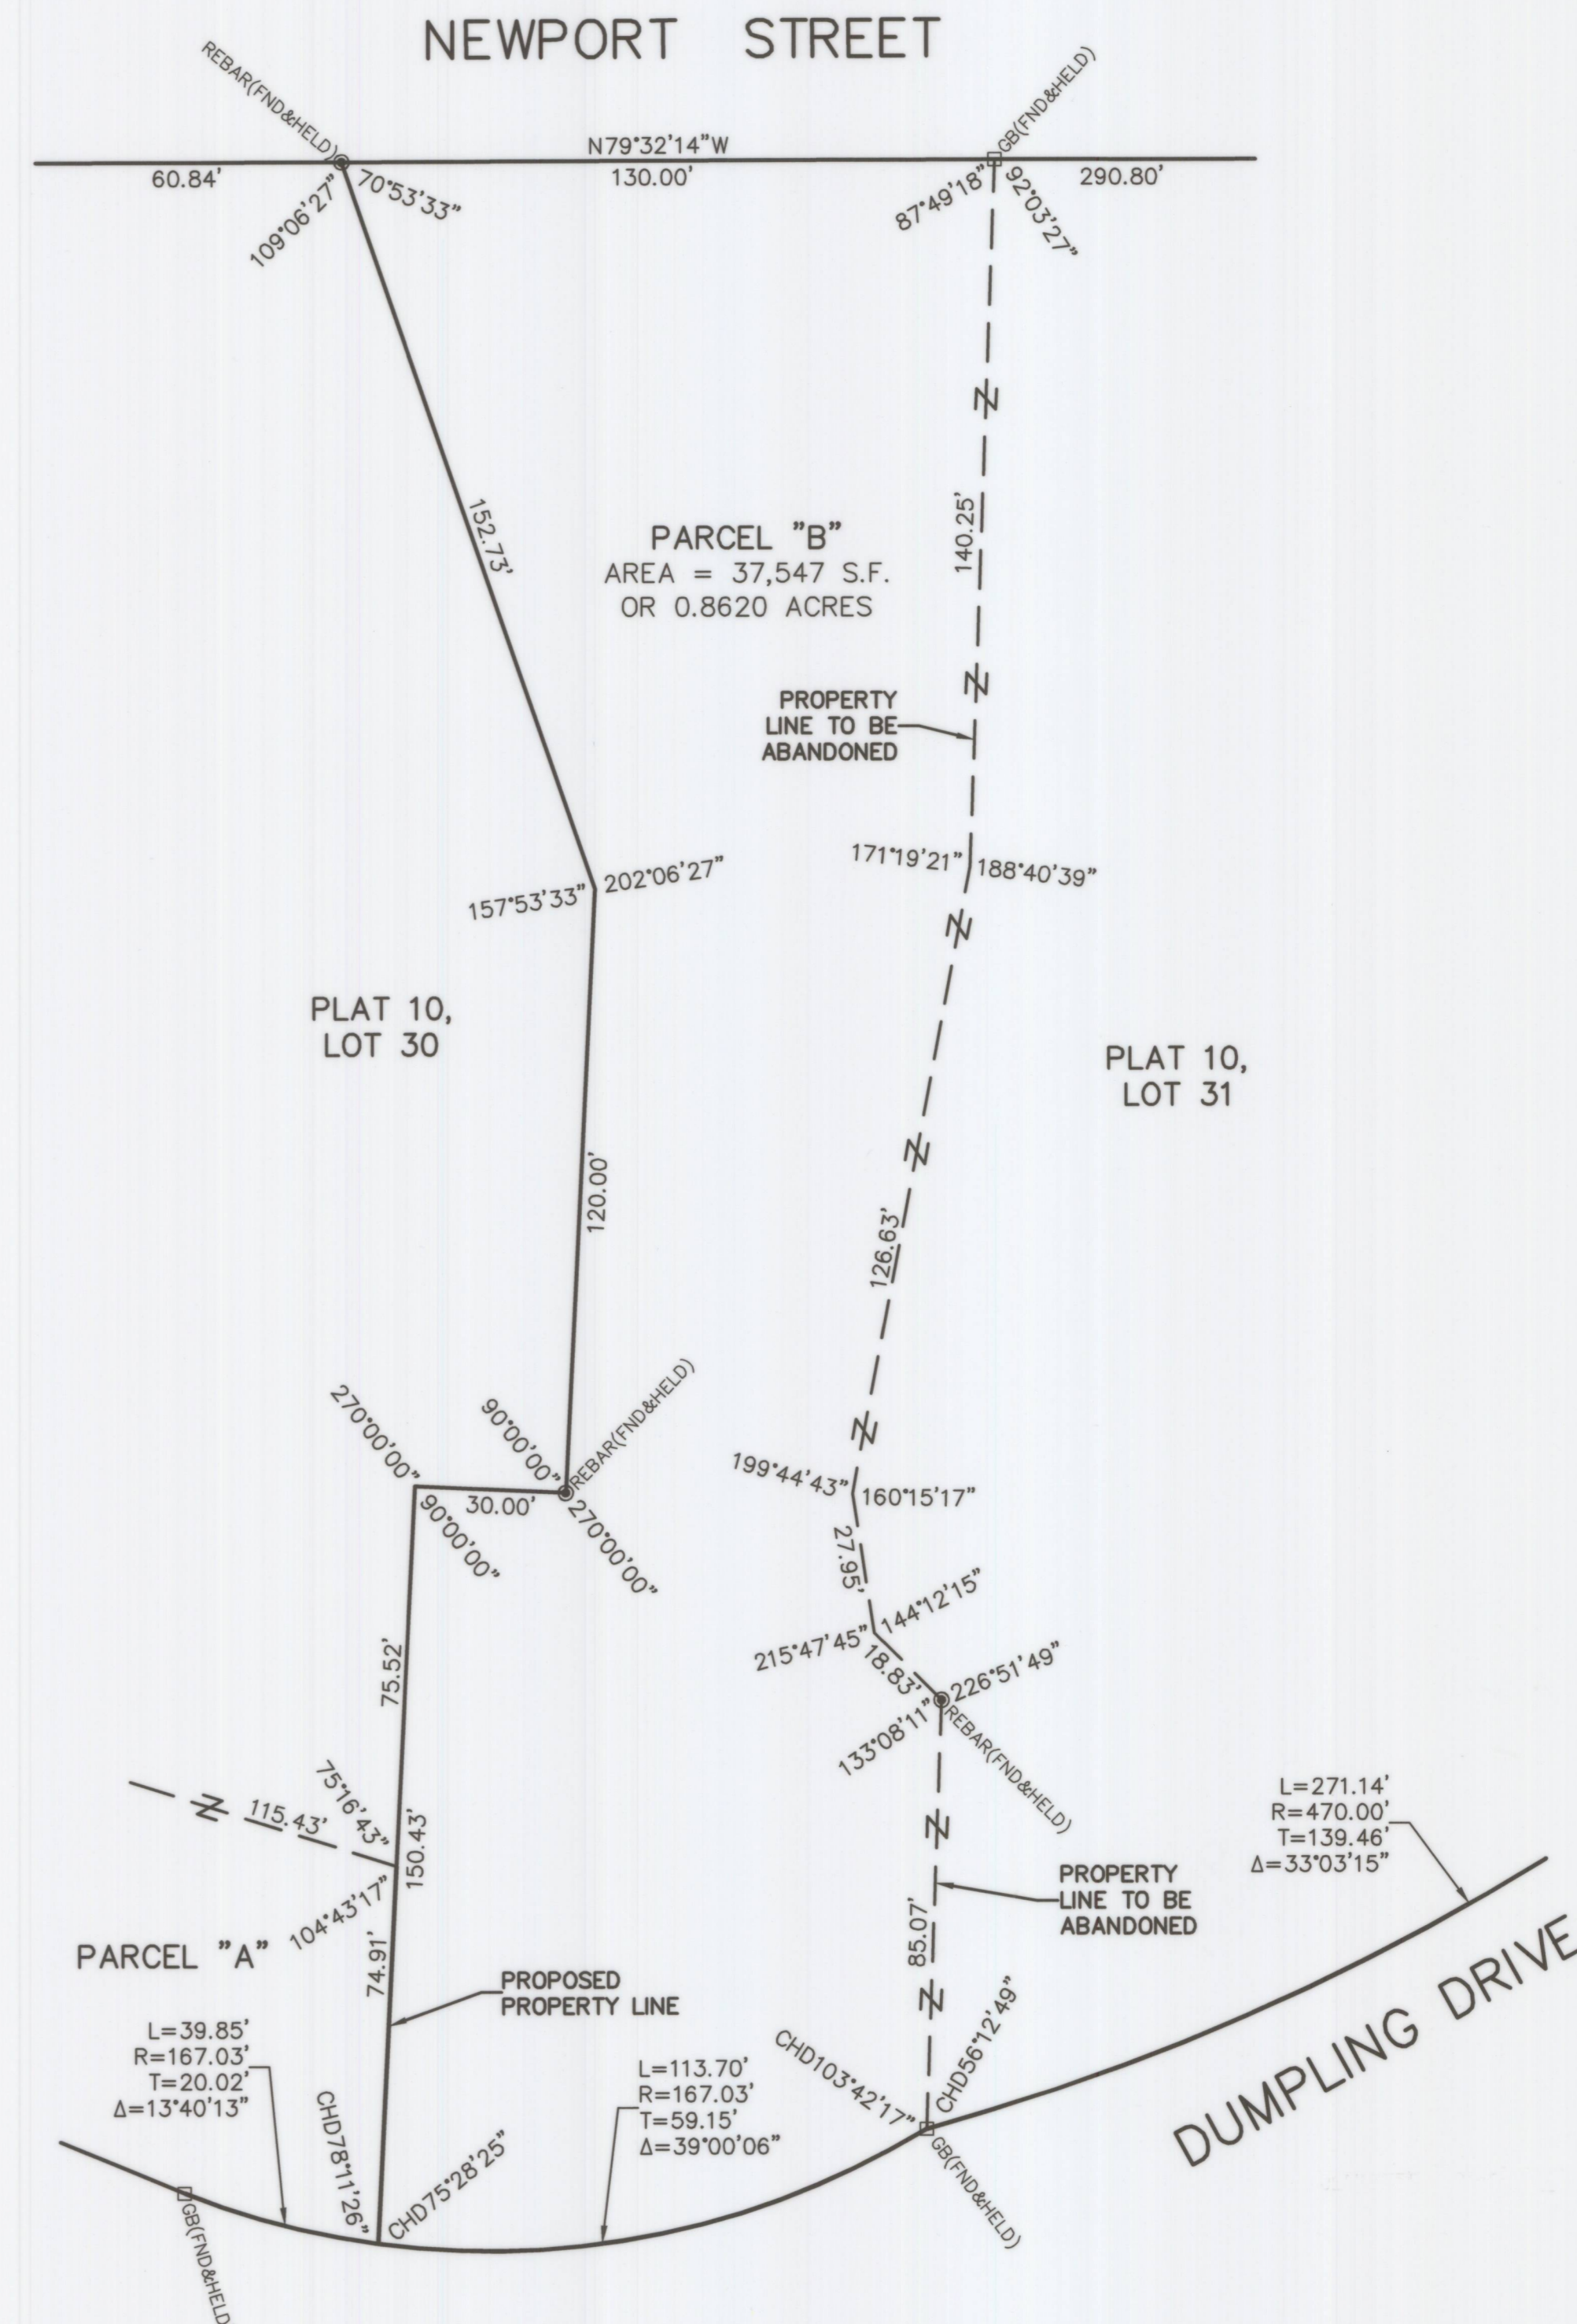 NEWPORT STREET
REBAR(FND&HELD)
GB(FND&HELD)
N79°32'14"W
60.84'
130.00'
290.80'
109°06'27"
70°53'33"
87°49'18"
92°03'27"
152.73'
140.25'
PARCEL "B"
AREA = 37,547 S.F.
OR 0.8620 ACRES
PROPERTY
LINE TO BE
ABANDONED
171°19'21"
188°40'39"
157°53'33"
202°06'27"
PLAT 10,
LOT 30
PLAT 10,
LOT 31
120.00'
126.63'
270°00'00"
90°00'00"
REBAR(FND&HELD)
30.00'
90°00'00"
270°00'00"
199°44'43"
160°15'17"
27.95'
144°12'15"
215°47'45"
18.83'
226°51'49"
133°08'11"
REBAR(FND&HELD)
75.52'
75°16'43"
115.43'
150.43'
104°43'17"
PARCEL "A"
74.91'
PROPOSED
PROPERTY LINE
L=271.14'
R=470.00'
T=139.46'
Δ=33°03'15"
PROPERTY
LINE TO BE
ABANDONED
85.07'
DUMPLING DRIVE
L=39.85'
R=167.03'
T=20.02'
Δ=13°40'13"
CHD78°11'26"
CHD75°28'25"
L=113.70'
R=167.03'
T=59.15'
Δ=39°00'06"
CHD103°42'17"
CHD56°12'49"
GB(FND&HELD)
GB(FND&HELD